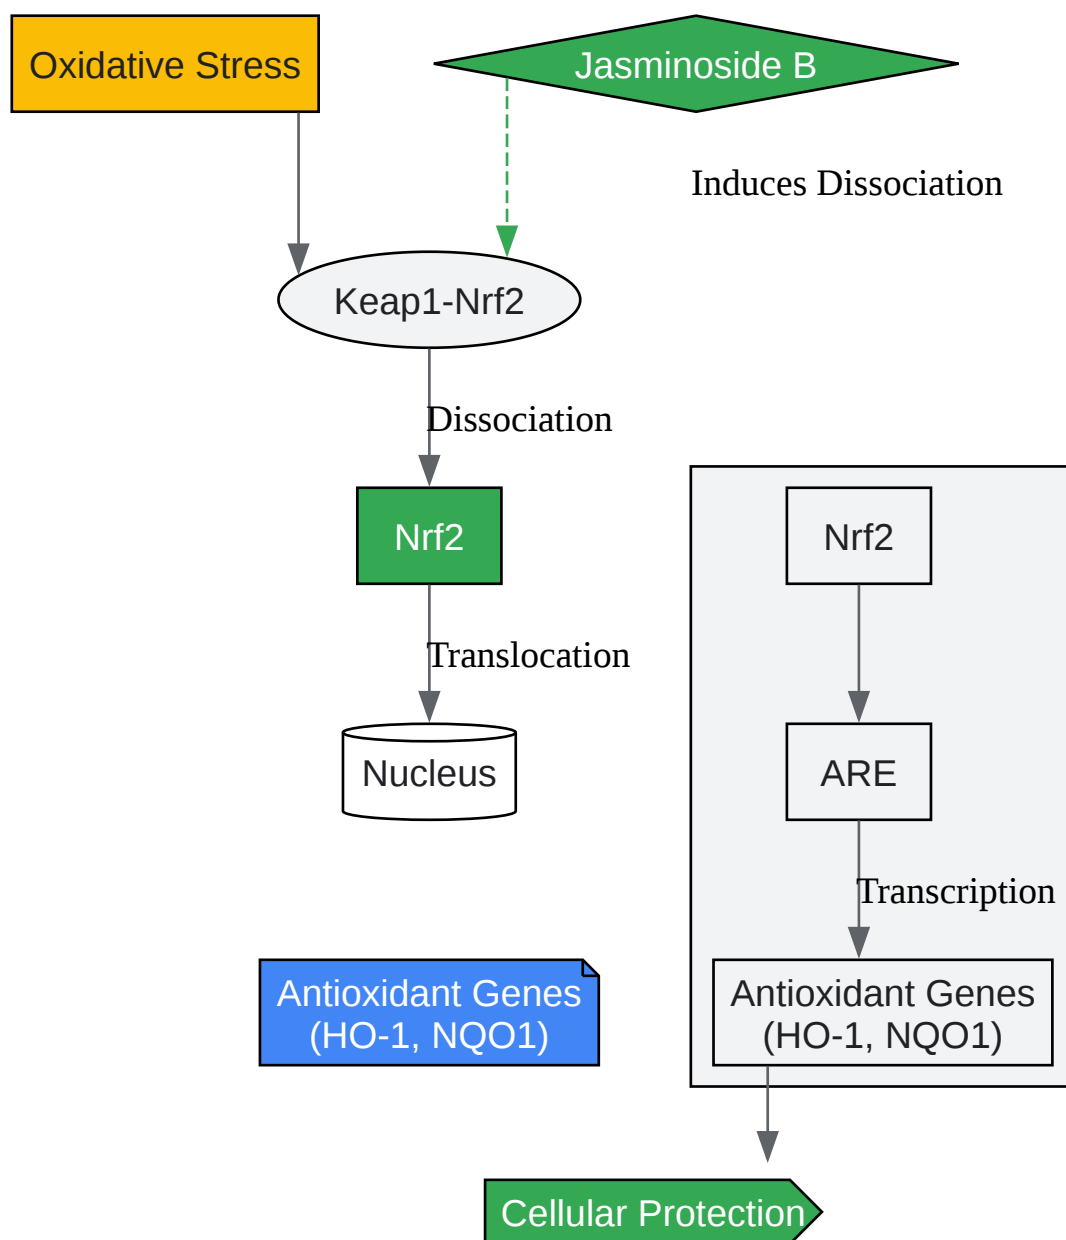 Oxidative Stress
Jasminoside B
Induces Dissociation
Keap1-Nrf2
Dissociation
Nrf2
Nrf2
Translocation
Nucleus
ARE
Transcription
Antioxidant Genes
(HO-1, NQO1)
Antioxidant Genes
(HO-1, NQO1)
Cellular Protection